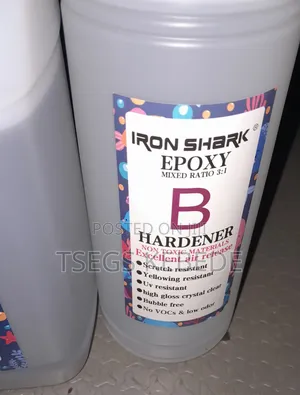 IRON SHARK®
EPOXY
MIXED RATIO 3:1
B
POSTED ON
HARDENER
NON TOXIC MATERIALS
Excellent air release
Scratch resistant
Yellowing resistant
Uv resistant
high gloss crystal clear
Bubble free
No VOCs & low odor